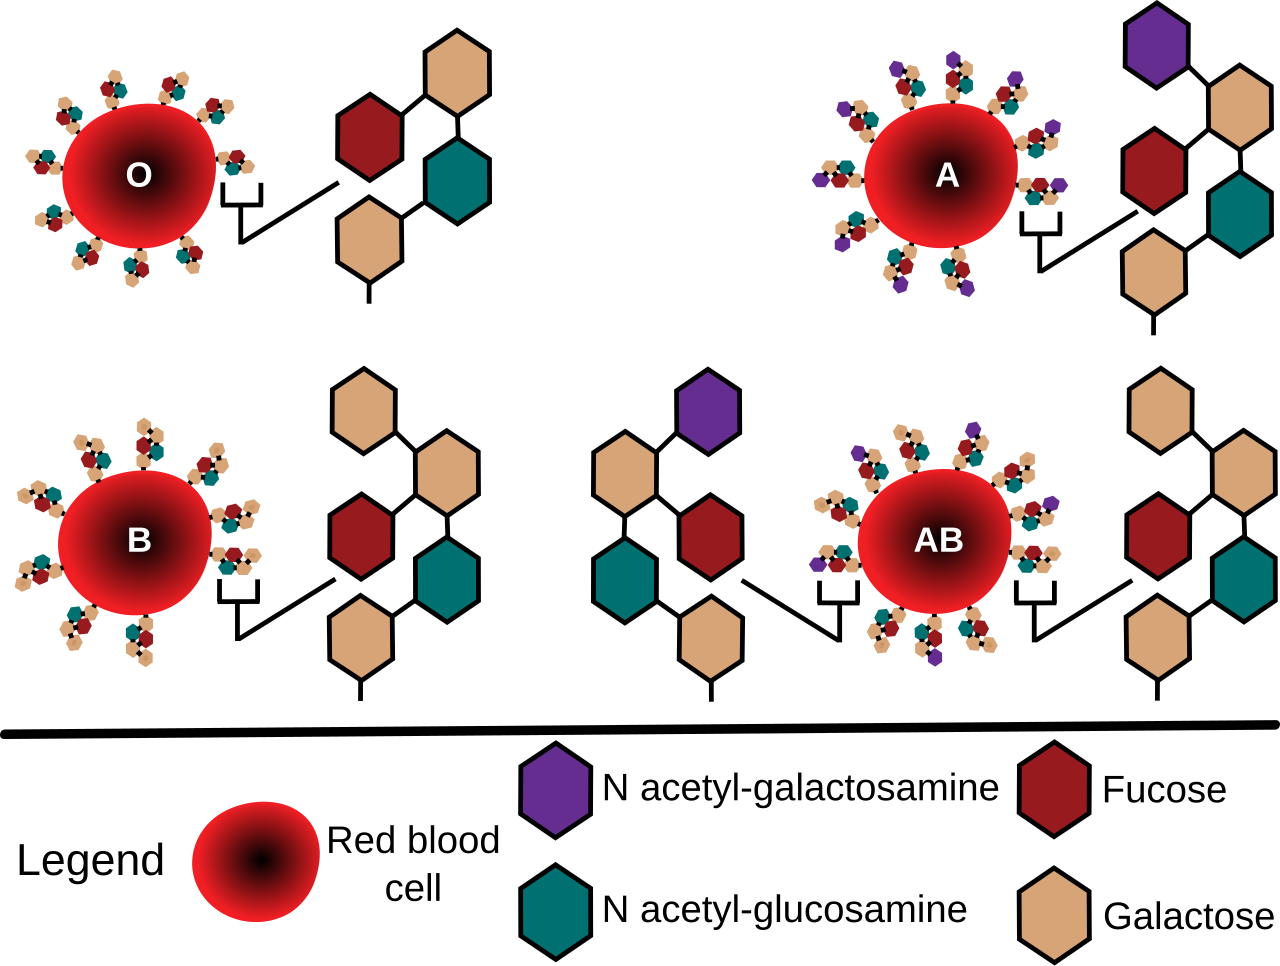 O
A
B
AB
N acetyl-galactosamine
Fucose
Legend
Red blood
cell
N acetyl-glucosamine
Galactose